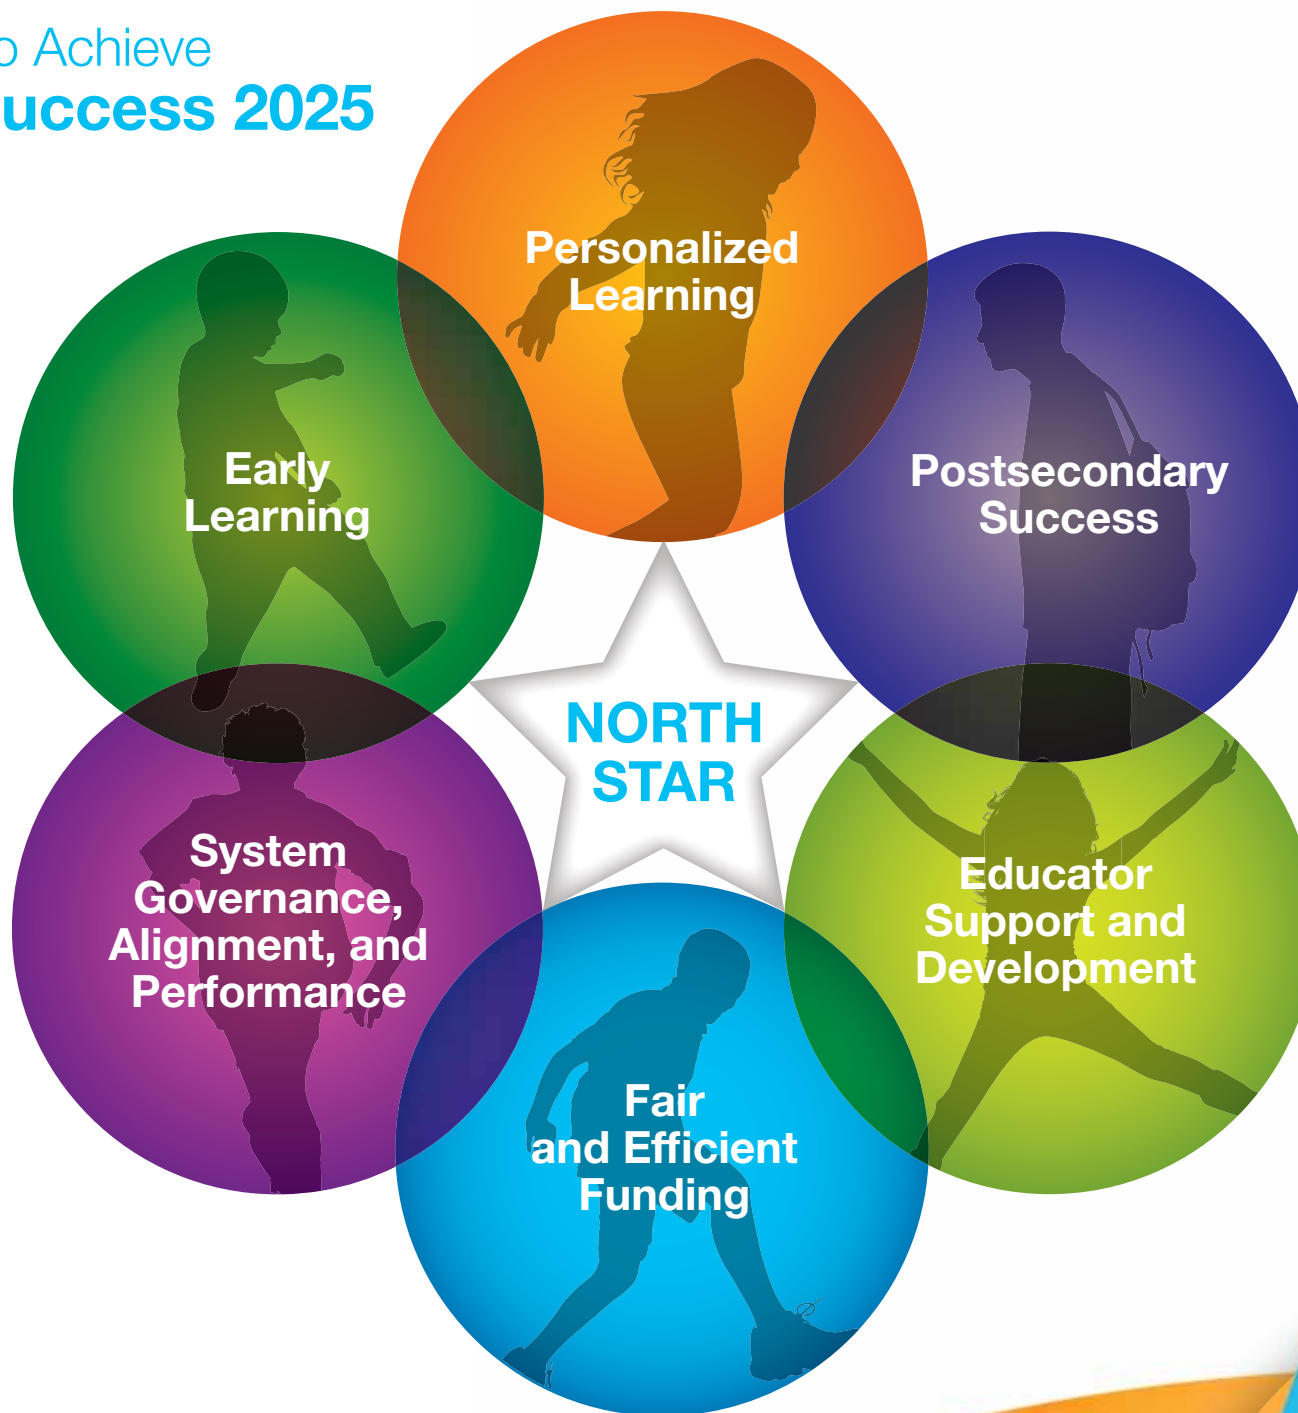 o Achieve
uccess 2025
Personalized
Learning
Early
Learning
Postsecondary
Success
NORTH
STAR
System
Governance,
Alignment, and
Performance
Educator
Support and
Development
Fair
and Efficient
Funding